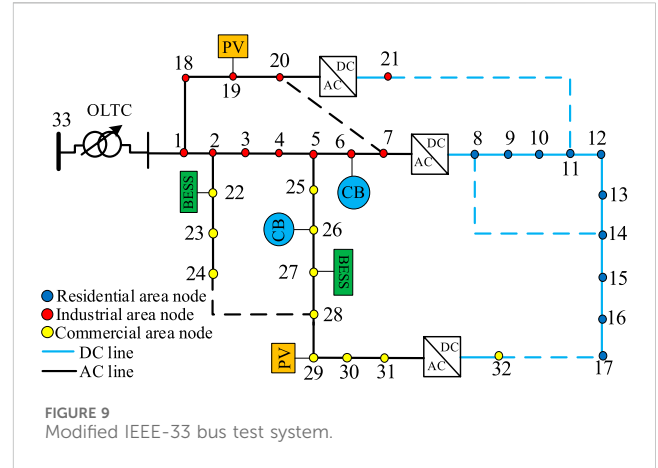 PV
18
19
20
AC
DC
21
33
OLTC
1
2
3
4
5
6
7
AC
DC
8
9
10
11
12
BESS
22
25
CB
13
CB
26
23
14
24
27
BESS
15
28
16
Residential area node
Industrial area node
Commercial area node
DC line
AC line
PV
29
30
31
AC
DC
32
17
FIGURE 9
Modified IEEE-33 bus test system.